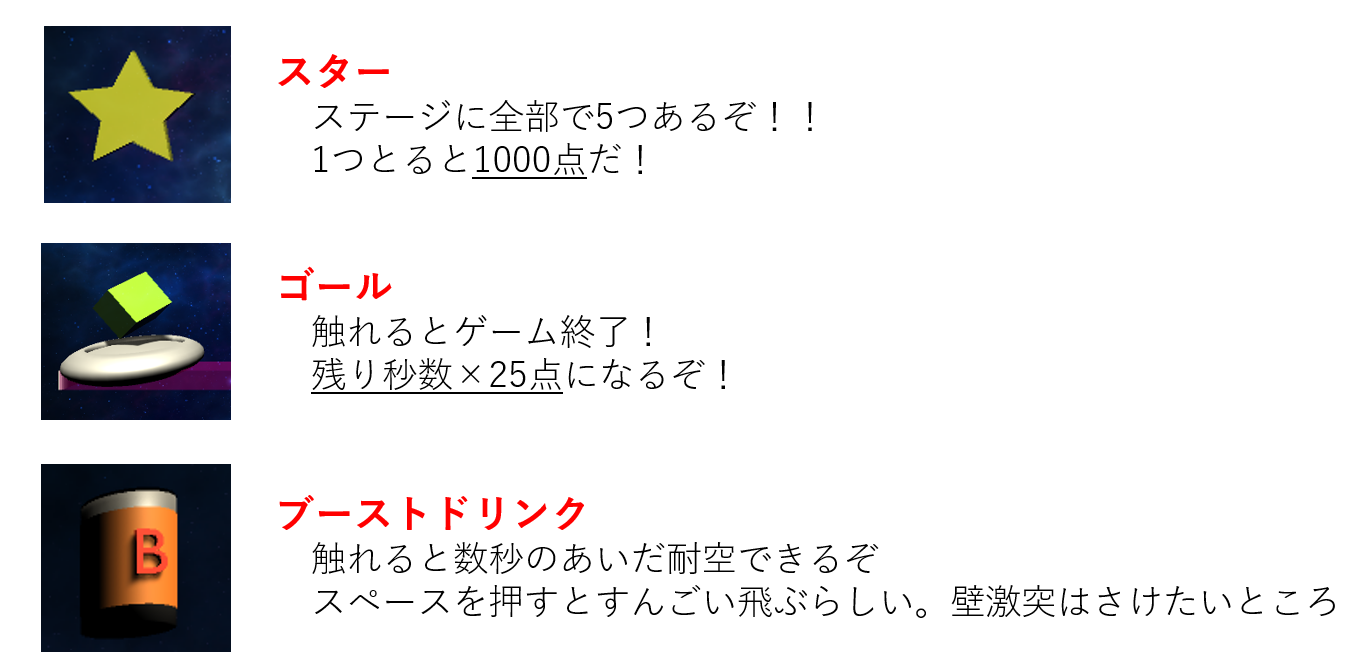 スター
ステージに全部で5つあるぞ！！
1つとると1000点だ！
ゴール
触れるとゲーム終了！
残り秒数×25点になるぞ！
B
ブーストドリンク
触れると数秒のあいだ耐空できるぞ
スペースを押すとすんごい飛ぶらしい。壁激突はさけたいところ